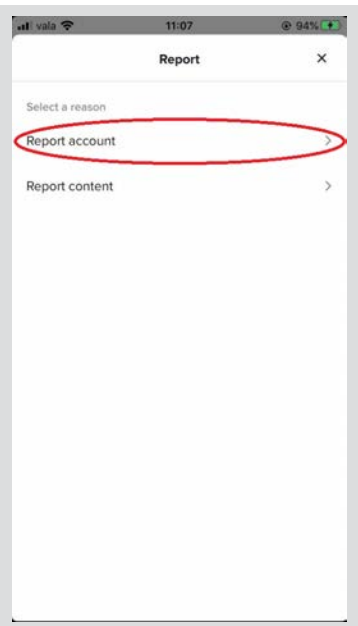 vala 11:07 94%
Report
Select a reason
Report account
Report content